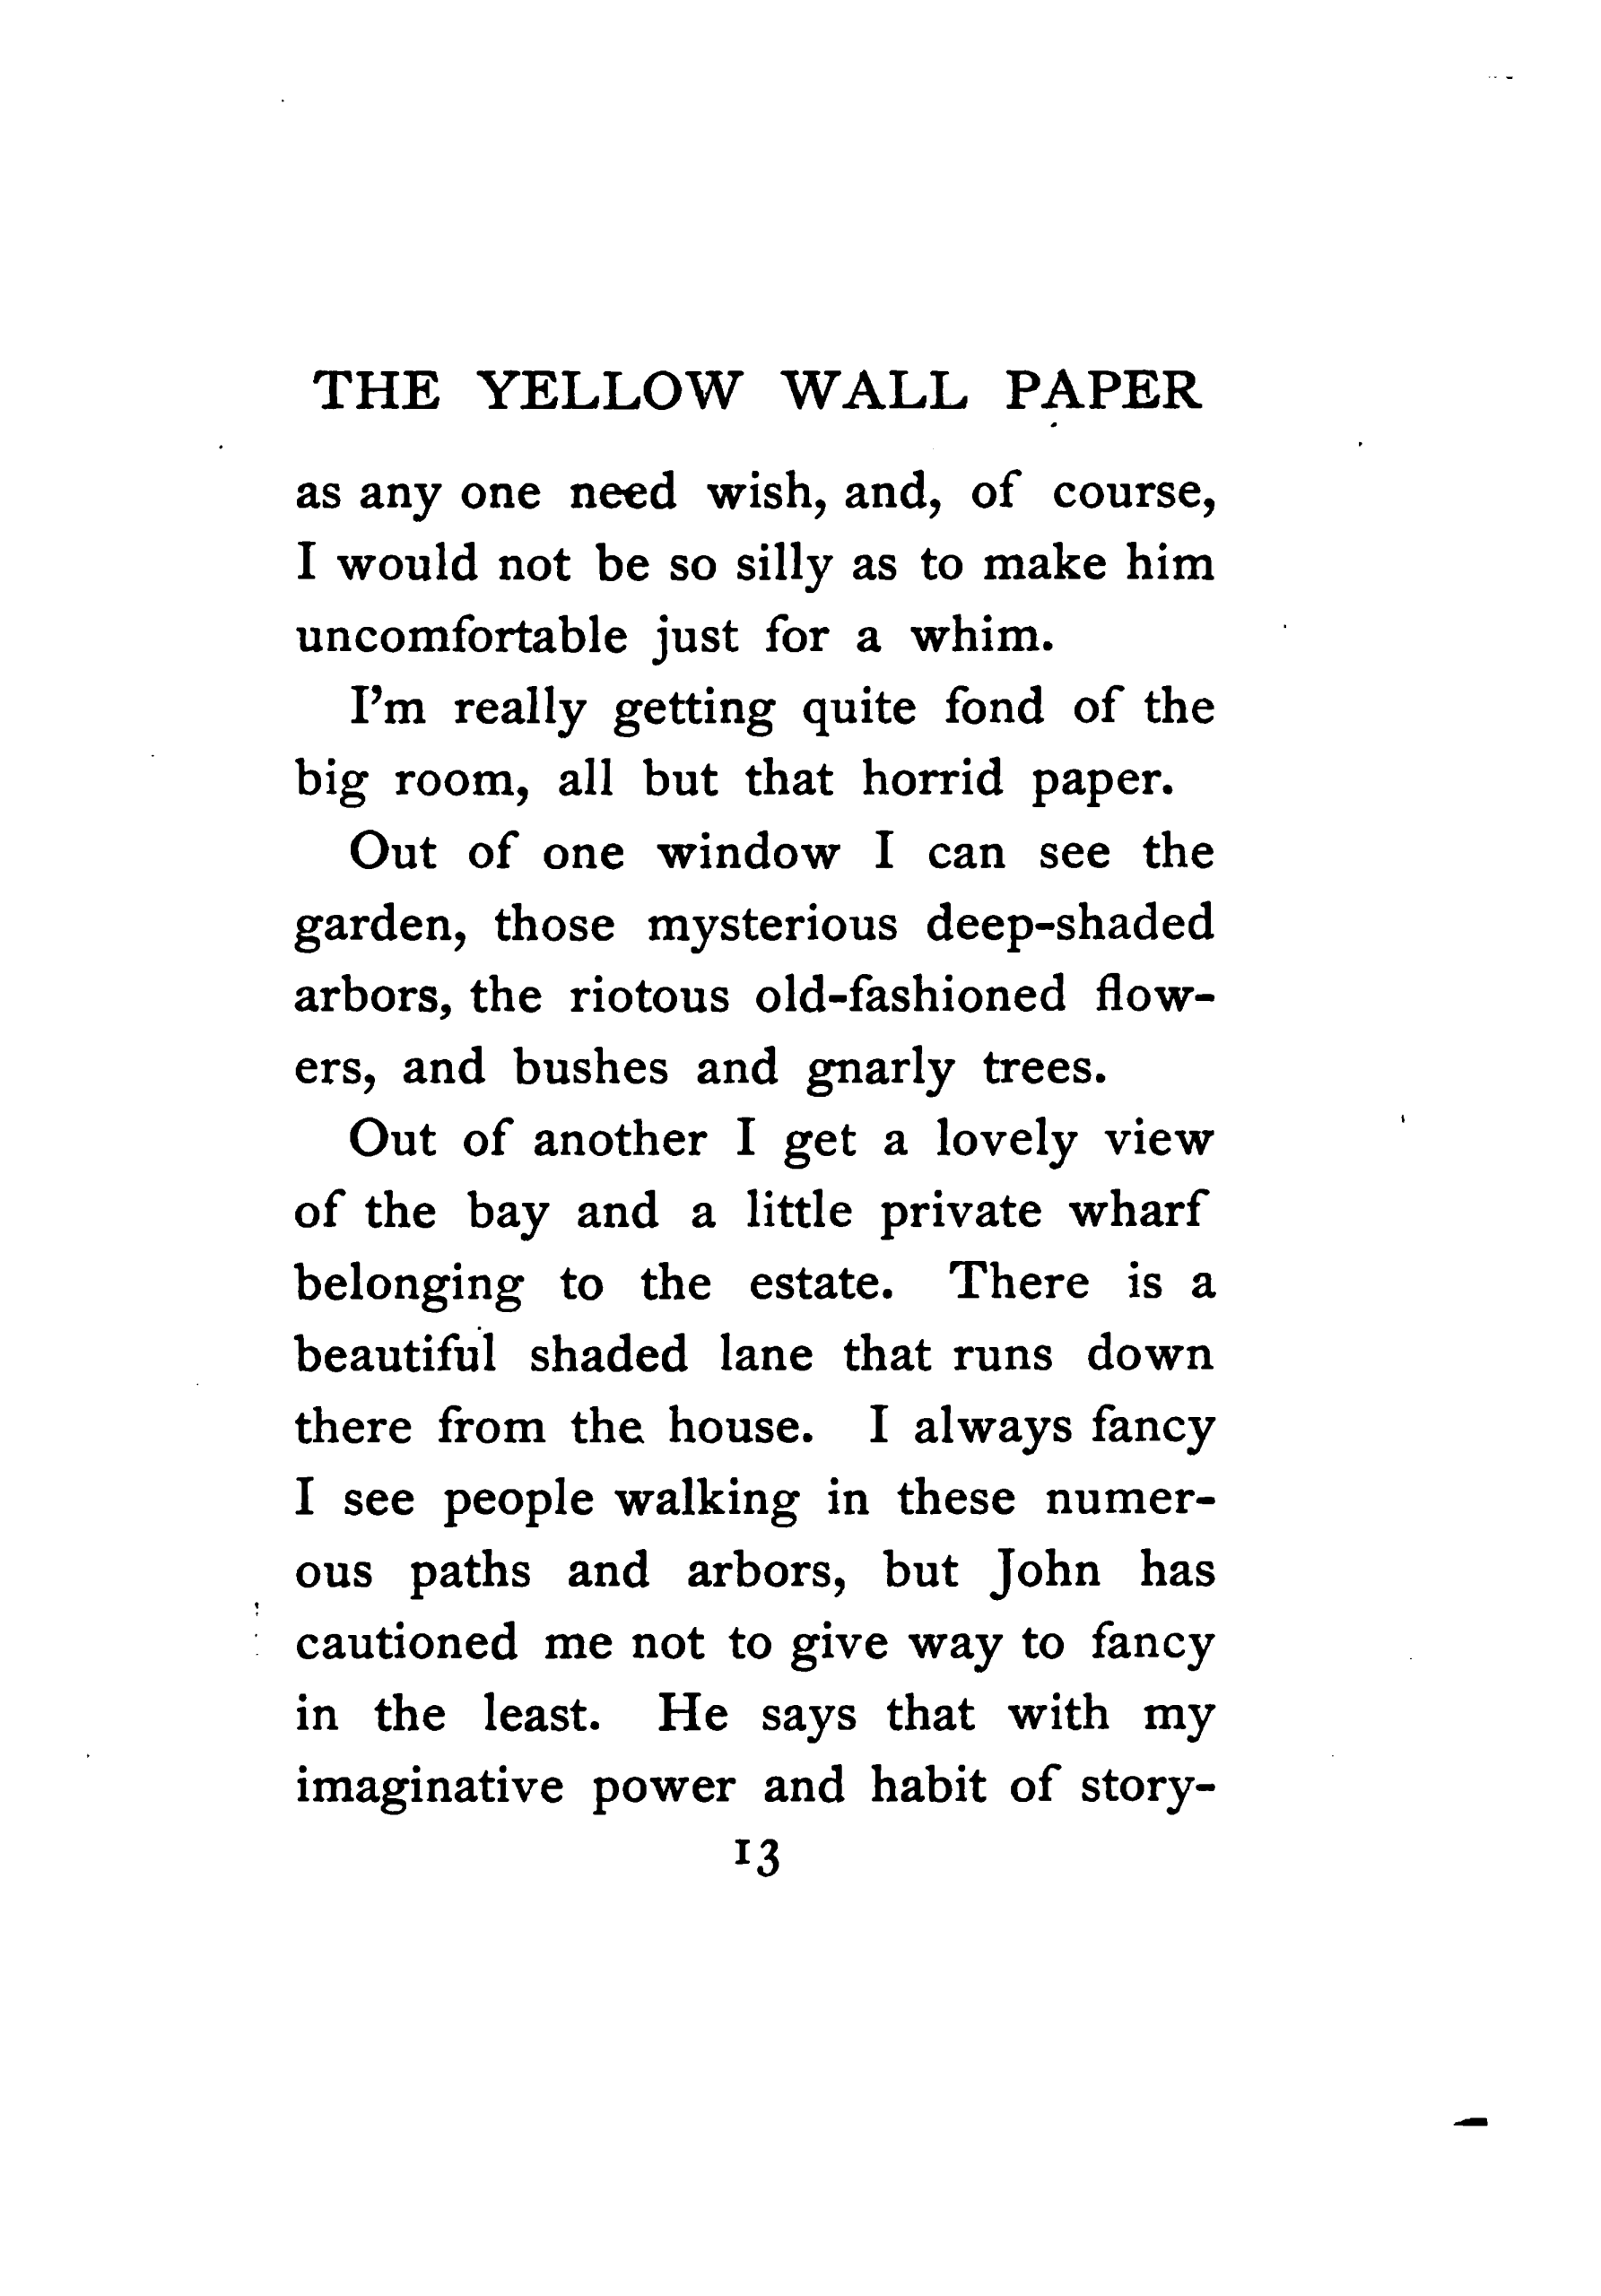 THE YELLOW WALL PAPER
as any one need wish, and, of course,
I would not be so silly as to make him
uncomfortable just for a whim.
I'm really getting quite fond of the
big room, all but that horrid paper.
Out of one window I can see the
garden, those mysterious deep-shaded
arbors, the riotous old-fashioned flow-
ers, and bushes and gnarly trees.
Out of another I get a lovely view
of the bay and a little private wharf
belonging to the estate. There is a
beautiful shaded lane that runs down
there from the house. I always fancy
I see people walking in these numer-
ous paths and arbors, but John has
cautioned me not to give way to fancy
in the least. He says that with my
imaginative power and habit of story-
13